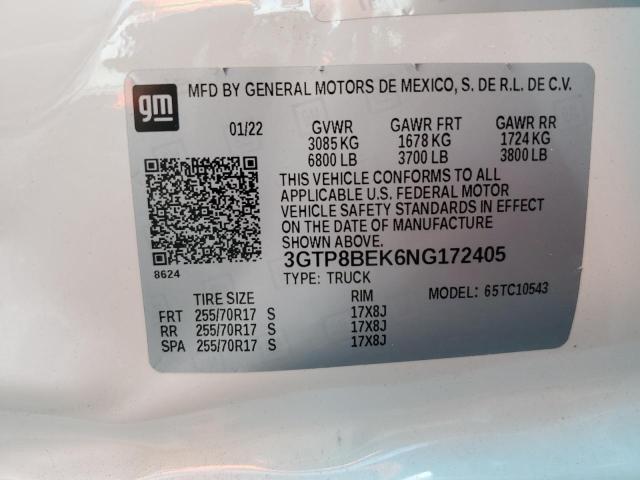 gm
MFD BY GENERAL MOTORS DE MEXICO, S. DE R.L. DE C.V.
01/22 GVWR GAWR FRT GAWR RR
3085 KG 1678 KG 1724 KG
6800 LB 3700 LB 3800 LB
THIS VEHICLE CONFORMS TO ALL
APPLICABLE U.S. FEDERAL MOTOR
VEHICLE SAFETY STANDARDS IN EFFECT
ON THE DATE OF MANUFACTURE
SHOWN ABOVE.
8624
3GTP8BEK6NG172405
TYPE: TRUCK
MODEL: 65TC10543
TIRE SIZE RIM
FRT 255/70R17 S 17X8J
RR 255/70R17 S 17X8J
SPA 255/70R17 S 17X8J